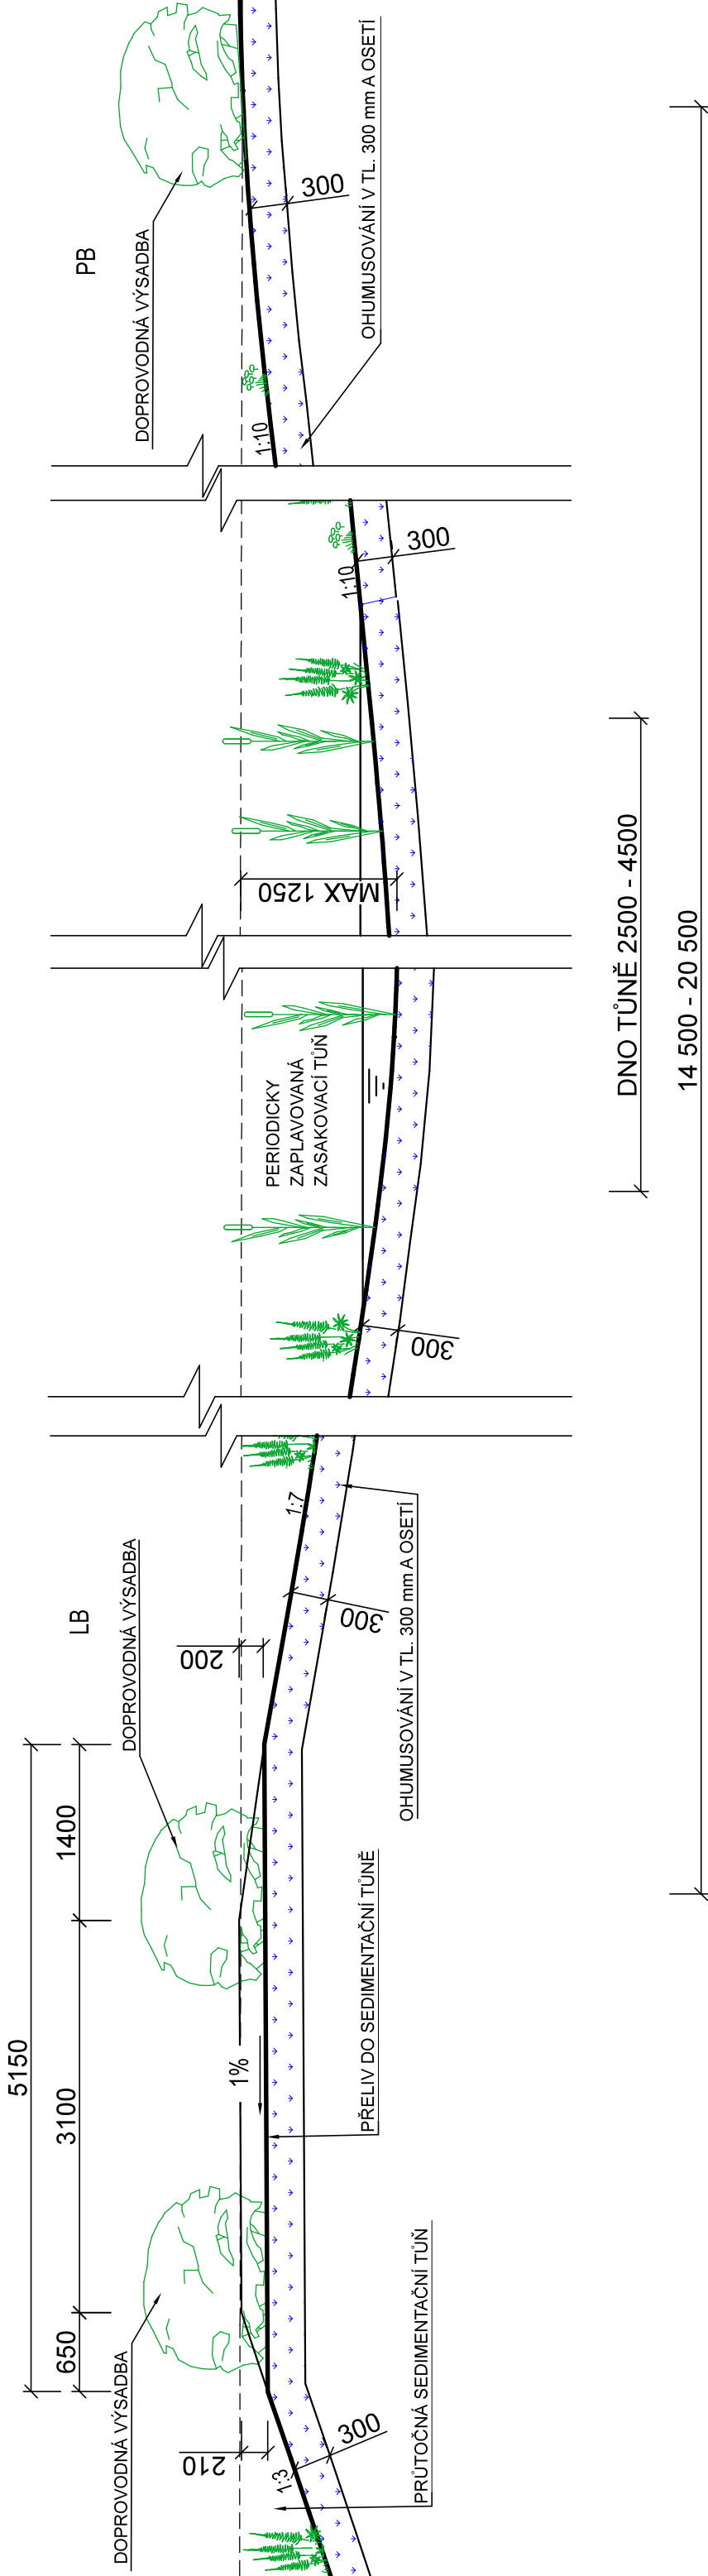 5150
650
3100
1400
DOPROVODNÁ VÝSADBA
DOPROVODNÁ VÝSADBA
LB
210
1%
200
1:3
300
PRŮTOČNÁ SEDIMENTAČNÍ TŮŇ
PŘELIV DO SEDIMENTAČNÍ TŮNĚ
1:7
300
OHUMUSOVÁNÍ V TL. 300 mm A OSETÍ
300
PERIODICKY
ZAPLAVOVANÁ
ZASAKOVACÍ TŮŇ
MAX 1250
1:10
300
DNO TŮNĚ 2500 - 4500
14 500 - 20 500
PB
DOPROVODNÁ VÝSADBA
1:10
300
OHUMUSOVÁNÍ V TL. 300 mm A OSETÍ